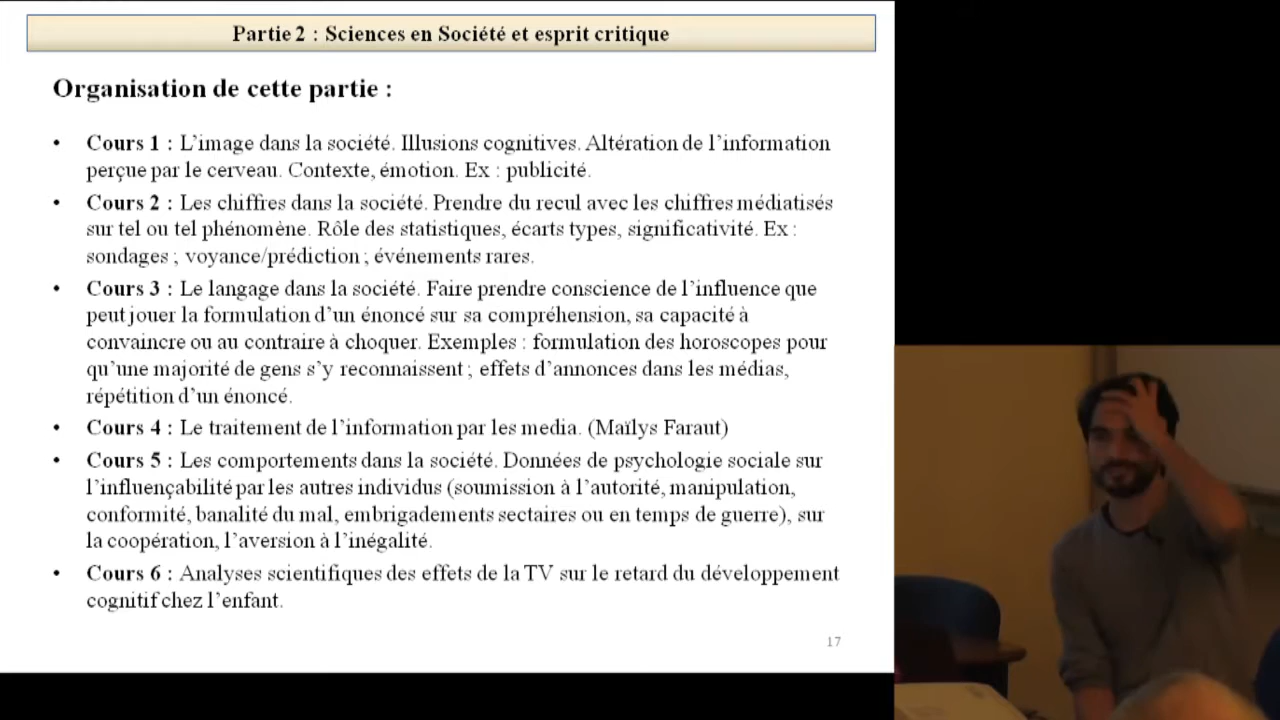 Partie 2 : Sciences en Société et esprit critique
Organisation de cette partie :
• Cours 1 : L’image dans la société. Illusions cognitives. Altération de l’information
perçue par le cerveau. Contexte, émotion. Ex : publicité.
• Cours 2 : Les chiffres dans la société. Prendre du recul avec les chiffres médiatisés
sur tel ou tel phénomène. Rôle des statistiques, écarts types, significativité. Ex :
sondages ; voyance/prédiction ; événements rares.
• Cours 3 : Le langage dans la société. Faire prendre conscience de l’influence que
peut jouer la formulation d’un énoncé sur sa compréhension, sa capacité à
convaincre ou au contraire à choquer. Exemples : formulation des horoscopes pour
qu’une majorité de gens s’y reconnaissent ; effets d’annonces dans les médias,
répétition d’un énoncé.
• Cours 4 : Le traitement de l’information par les media. (Maïlys Faraut)
• Cours 5 : Les comportements dans la société. Données de psychologie sociale sur
l’influençabilité par les autres individus (soumission à l’autorité, manipulation,
conformité, banalité du mal, embrigadements sectaires ou en temps de guerre), sur
la coopération, l’aversion à l’inégalité.
• Cours 6 : Analyses scientifiques des effets de la TV sur le retard du développement
cognitif chez l’enfant.
17